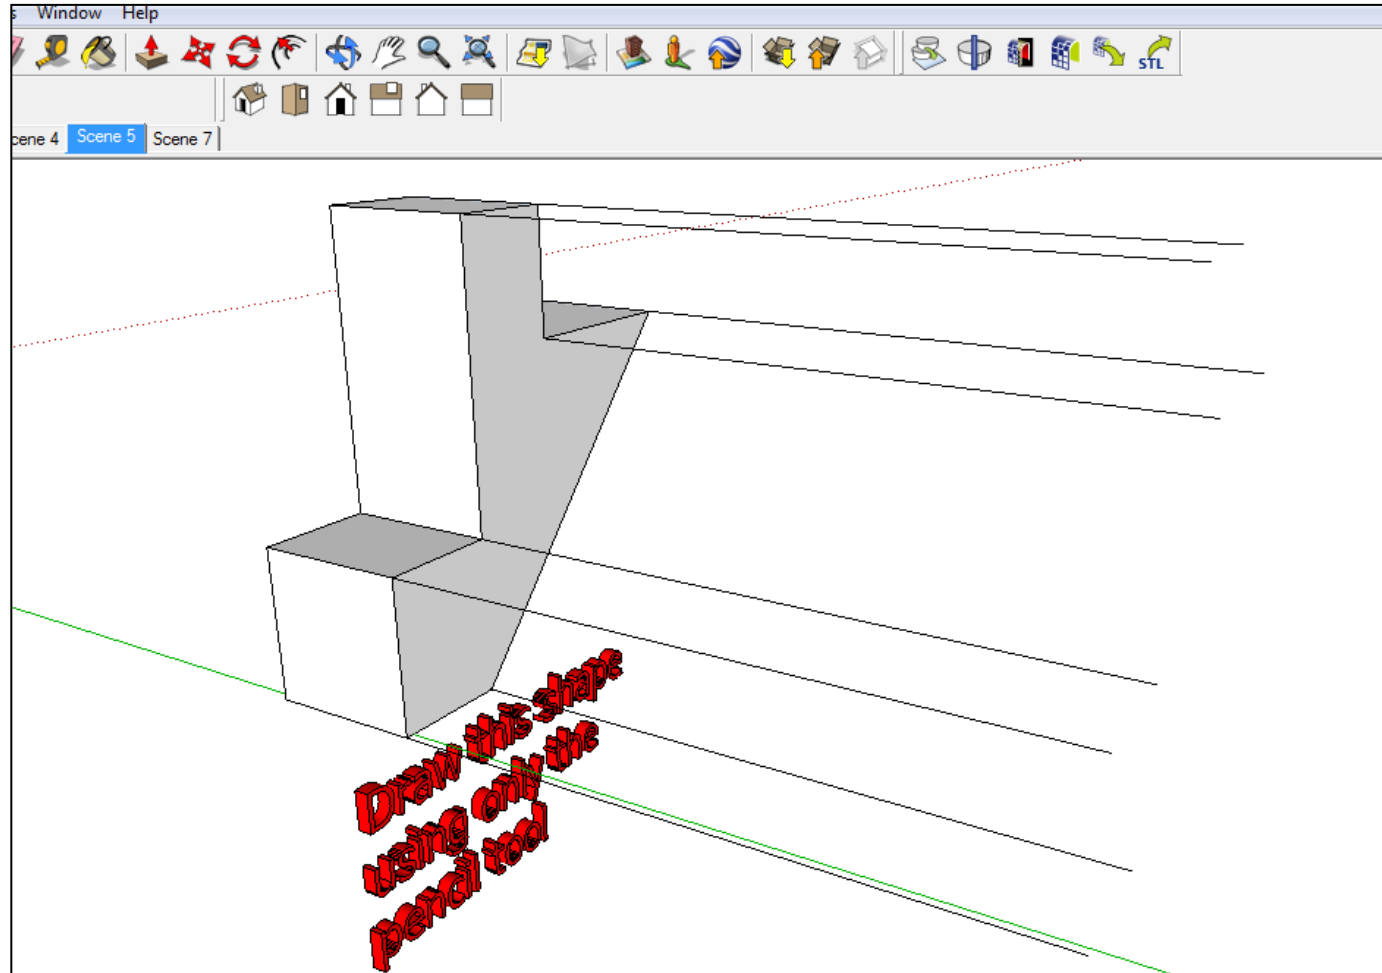 Window Help
STL
cene 4 Scene 5 Scene 7
Draw this shape
using only the
pencil tool